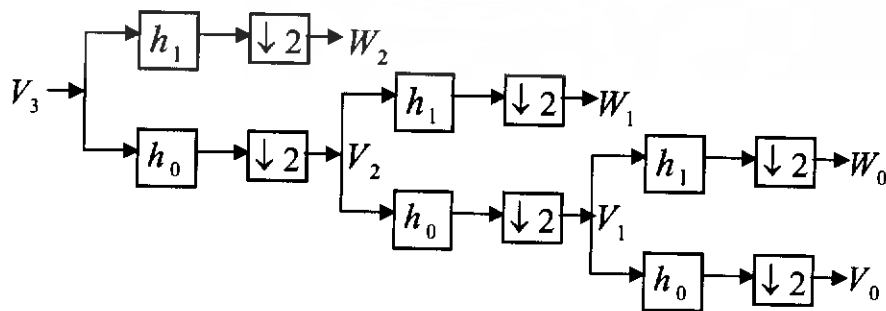 h₁ ↓ 2 W₂
V₃ h₁ ↓ 2 W₁
h₀ ↓ 2 V₂ h₁ ↓ 2 W₀
h₀ ↓ 2 V₁
h₀ ↓ 2 V₀